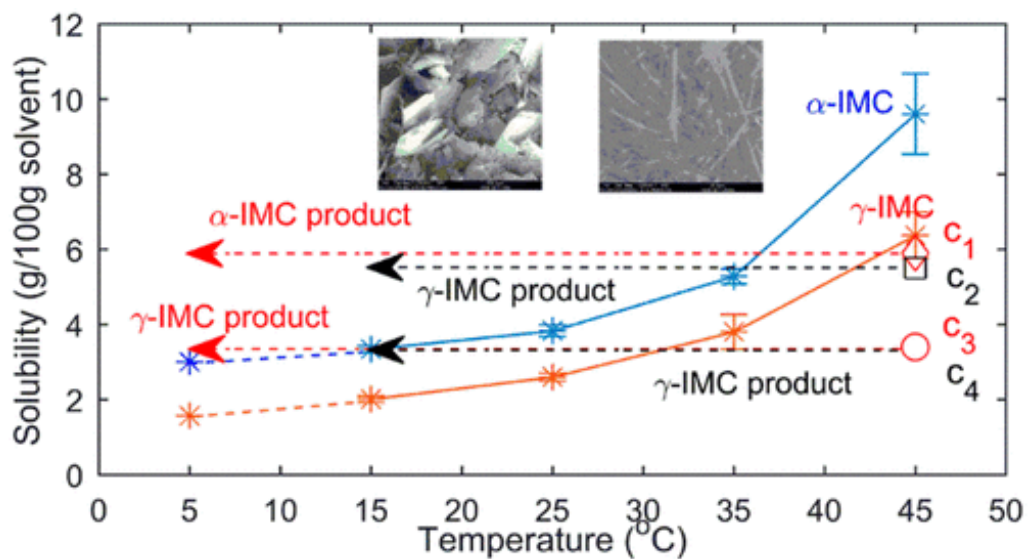 12
10
8
6
4
2
0
Solubility (g/100g solvent)
α-IMC
γ-IMC
α-IMC product
c1
γ-IMC product
c2
γ-IMC product
c3
γ-IMC product
c4
0 5 10 15 20 25 30 35 40 45 50
Temperature (°C)